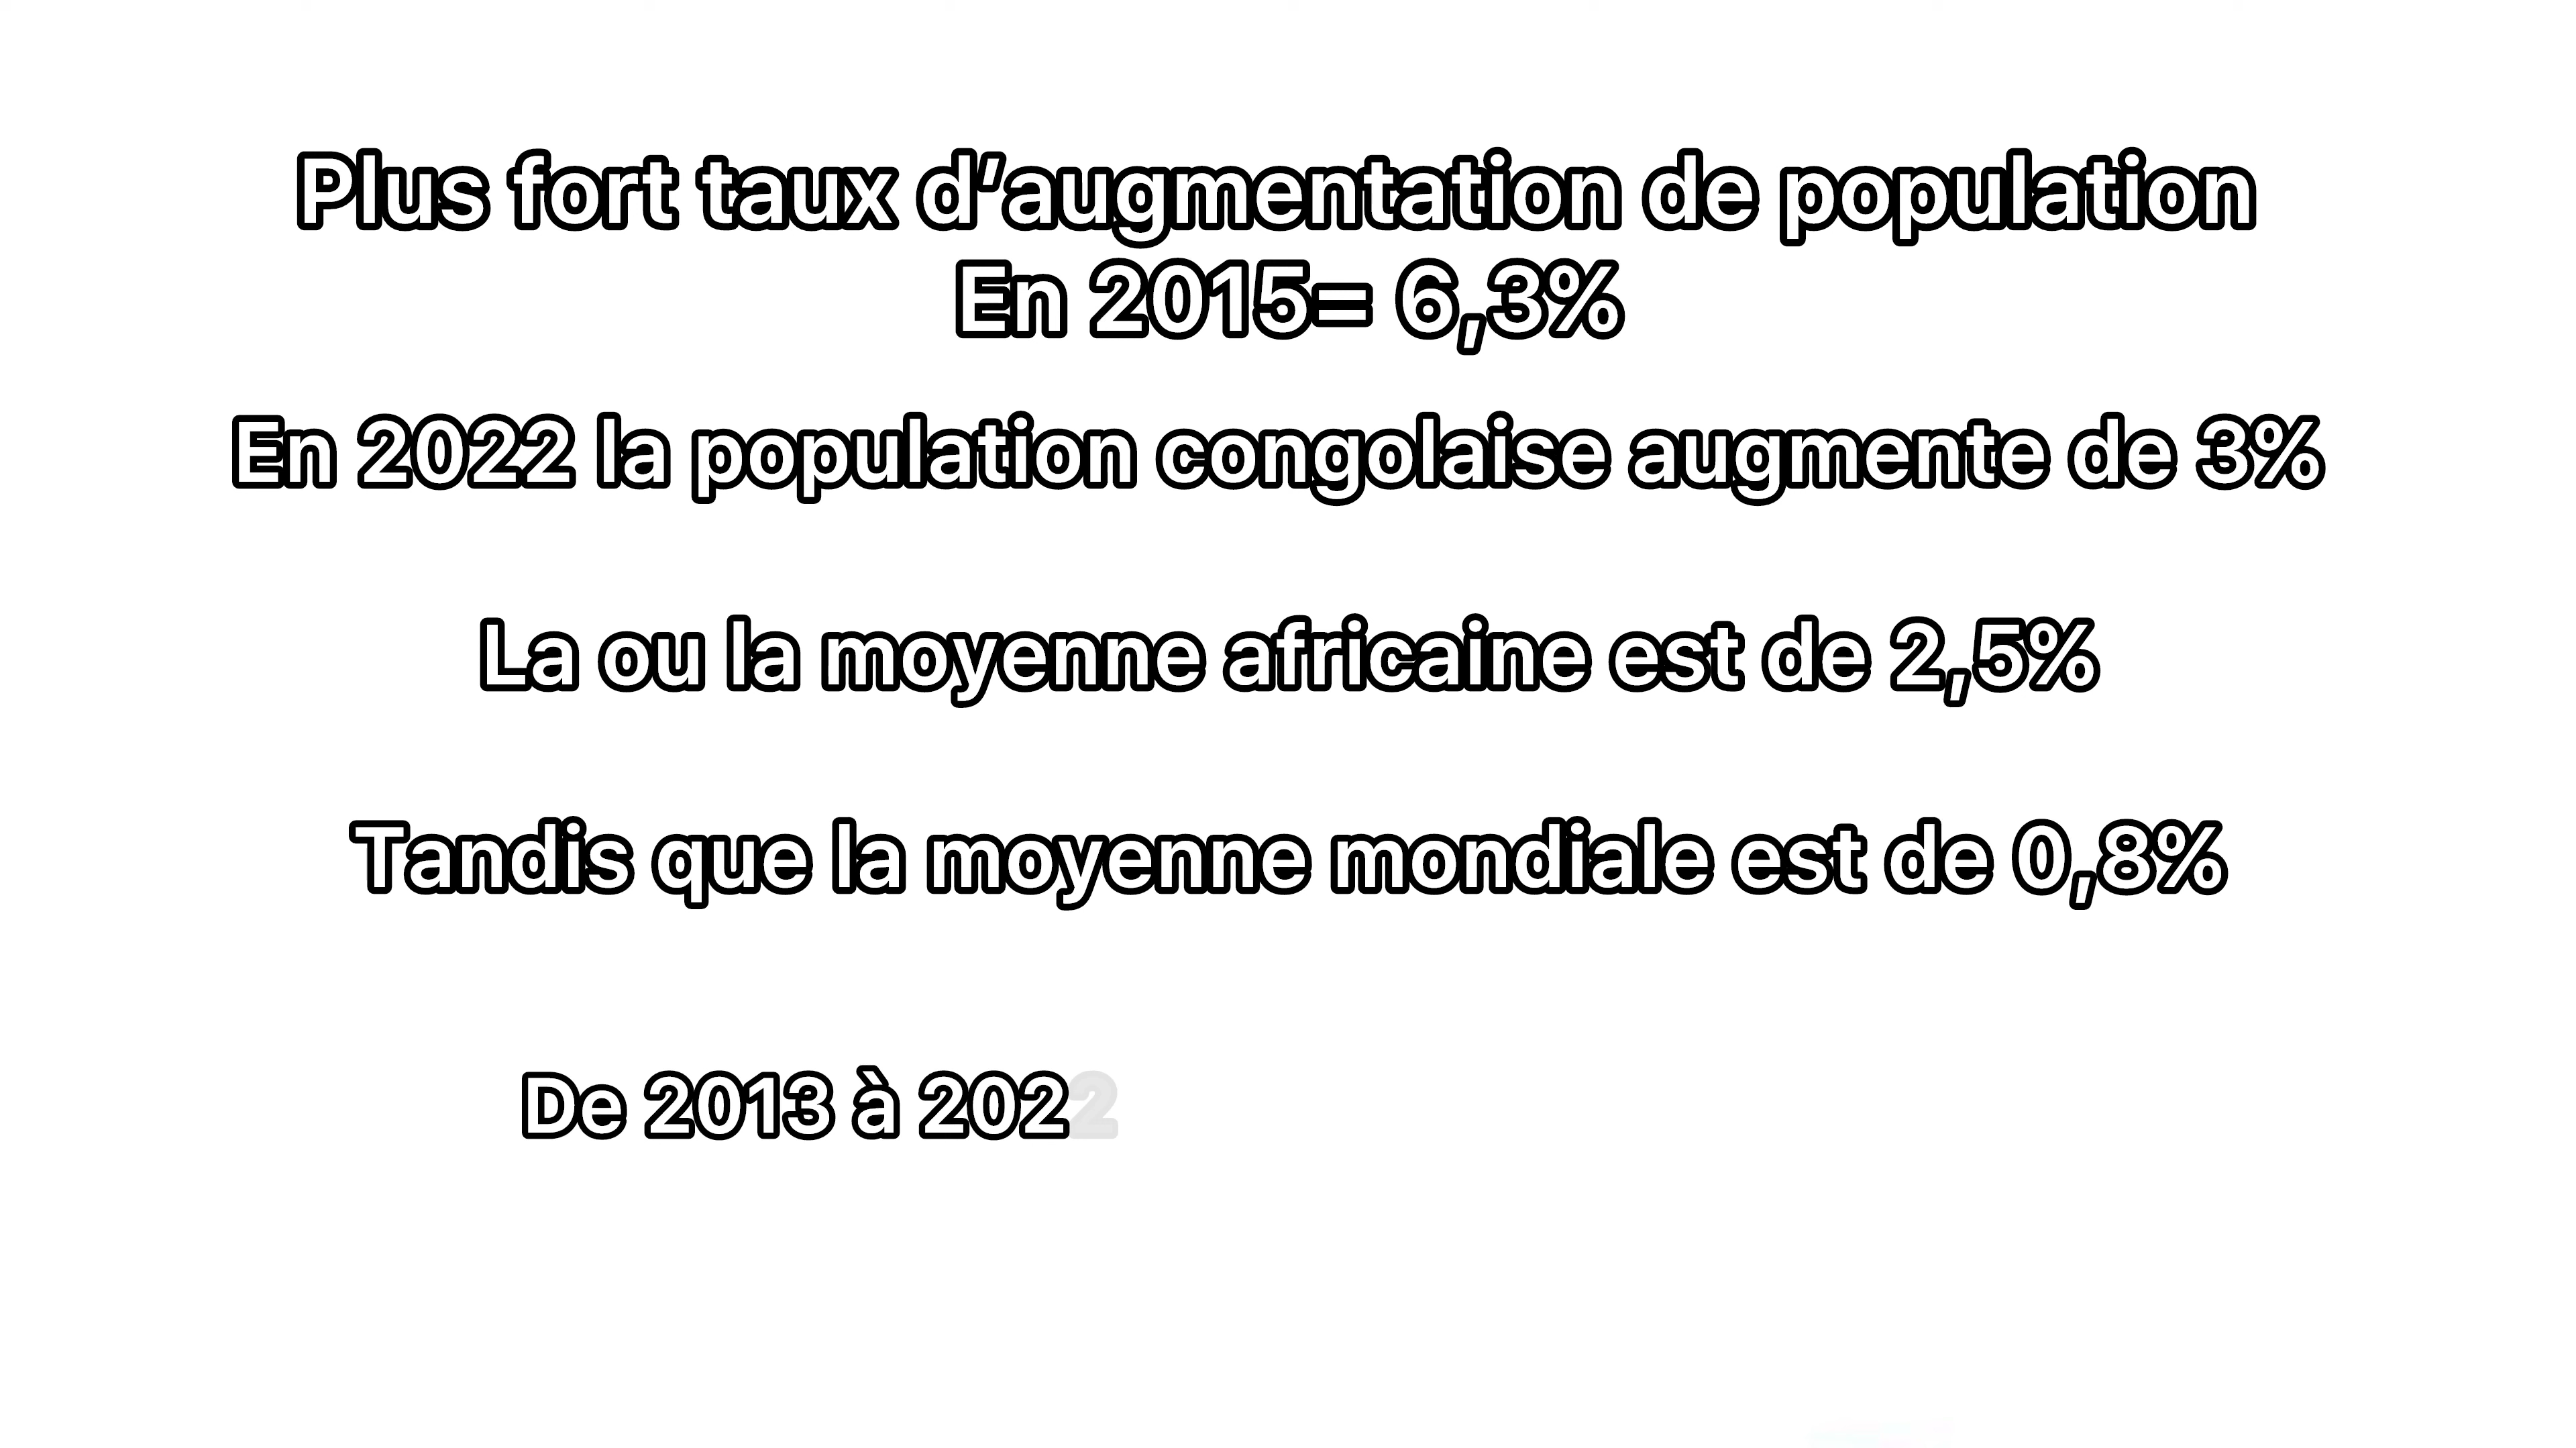 Plus fort taux d’augmentation de population
En 2015= 6,3%
En 2022 la population congolaise augmente de 3%
La ou la moyenne africaine est de 2,5%
Tandis que la moyenne mondiale est de 0,8%
De 2013 à 2022